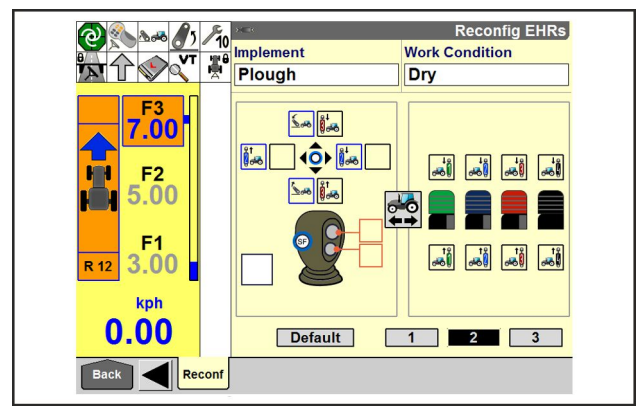 5
10
Reconfig EHRs
A
VT
Implement
Work Condition
Plough
Dry
F3
7.00
F2
5.00
F1
R 12
3.00
SF
kph
0.00
Default
1
2
3
Back
Reconf